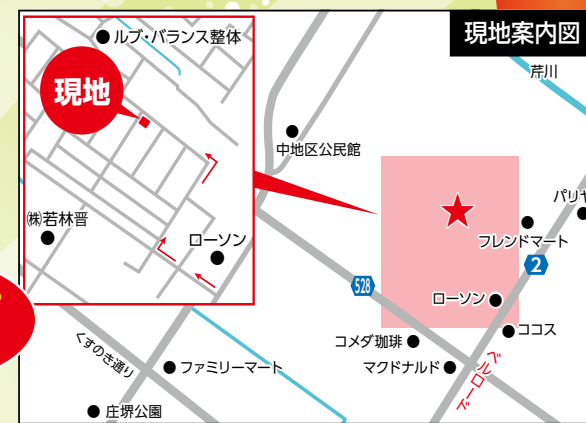 現地案内図
ルブ・バランス整体
現地
芹川
中地区公民館
パリヤ
㈱若林晋
ローソン
フレンドマート
2
528
ローソン
ココス
コメダ珈琲
マクドナルド
ベルロード
くすのき通り
ファミリーマート
庄堺公園